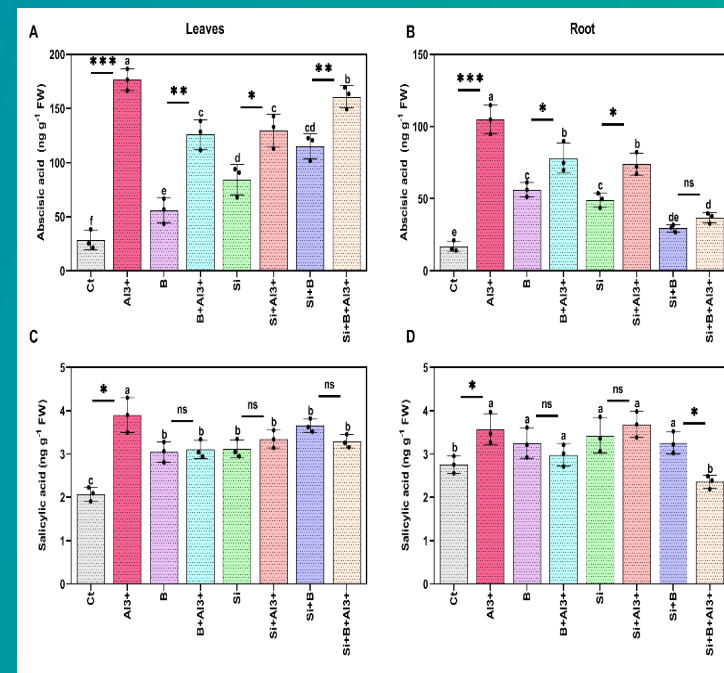 Leaves
Root
A
Abscisic acid (ng g⁻¹ FW)
200
150
100
50
0
***
**
*
**
f
a
e
c
d
c
cd
b
Ct
Al3+
B
B+Al3+
Si
Si+Al3+
Si+B
Si+B+Al3+
B
Abscisic acid (ng g⁻¹ FW)
150
100
50
0
***
*
*
ns
e
a
c
b
c
b
de
d
Ct
Al3+
B
B+Al3+
Si
Si+Al3+
Si+B
Si+B+Al3+
C
Salicylic acid (ng g⁻¹ FW)
5
4
3
2
1
0
*
ns
ns
ns
c
a
b
b
b
b
b
b
Ct
Al3+
B
B+Al3+
Si
Si+Al3+
Si+B
Si+B+Al3+
D
Salicylic acid (ng g⁻¹ FW)
5
4
3
2
1
0
*
ns
ns
*
b
a
a
a
a
a
a
b
Ct
Al3+
B
B+Al3+
Si
Si+Al3+
Si+B
Si+B+Al3+